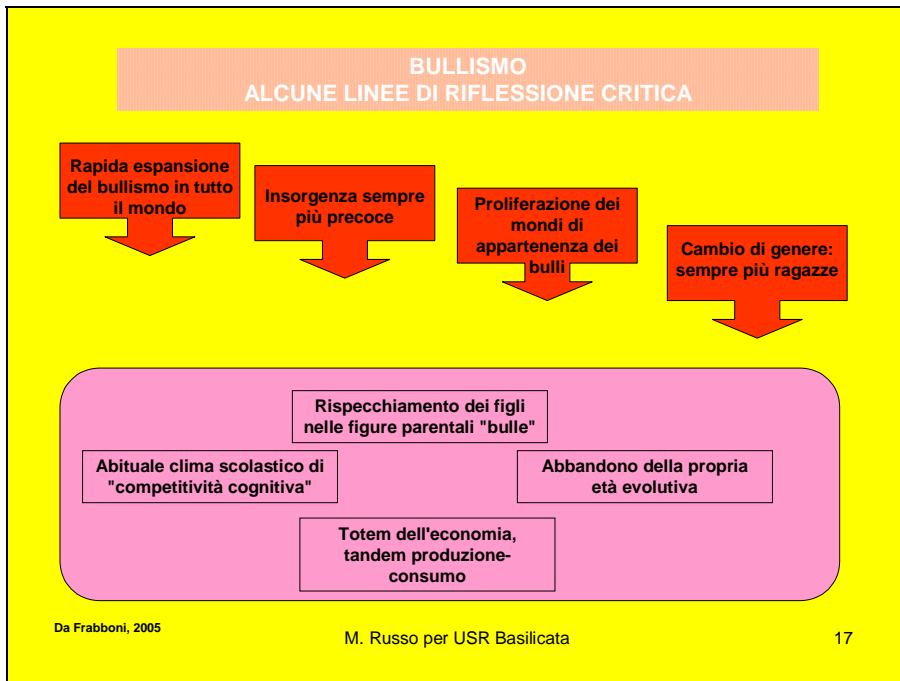 BULLISMO
ALCUNE LINEE DI RIFLESSIONE CRITICA
Rapida espansione
del bullismo in tutto
il mondo
Insorgenza sempre
più precoce
Proliferazione dei
mondi di
appartenenza dei
bulli
Cambio di genere:
sempre più ragazze
Rispecchiamento dei figli
nelle figure parentali "bulle"
Abituale clima scolastico di
"competitività cognitiva"
Abbandono della propria
età evolutiva
Totem dell'economia,
tandem produzione-
consumo
Da Frabboni, 2005
M. Russo per USR Basilicata
17